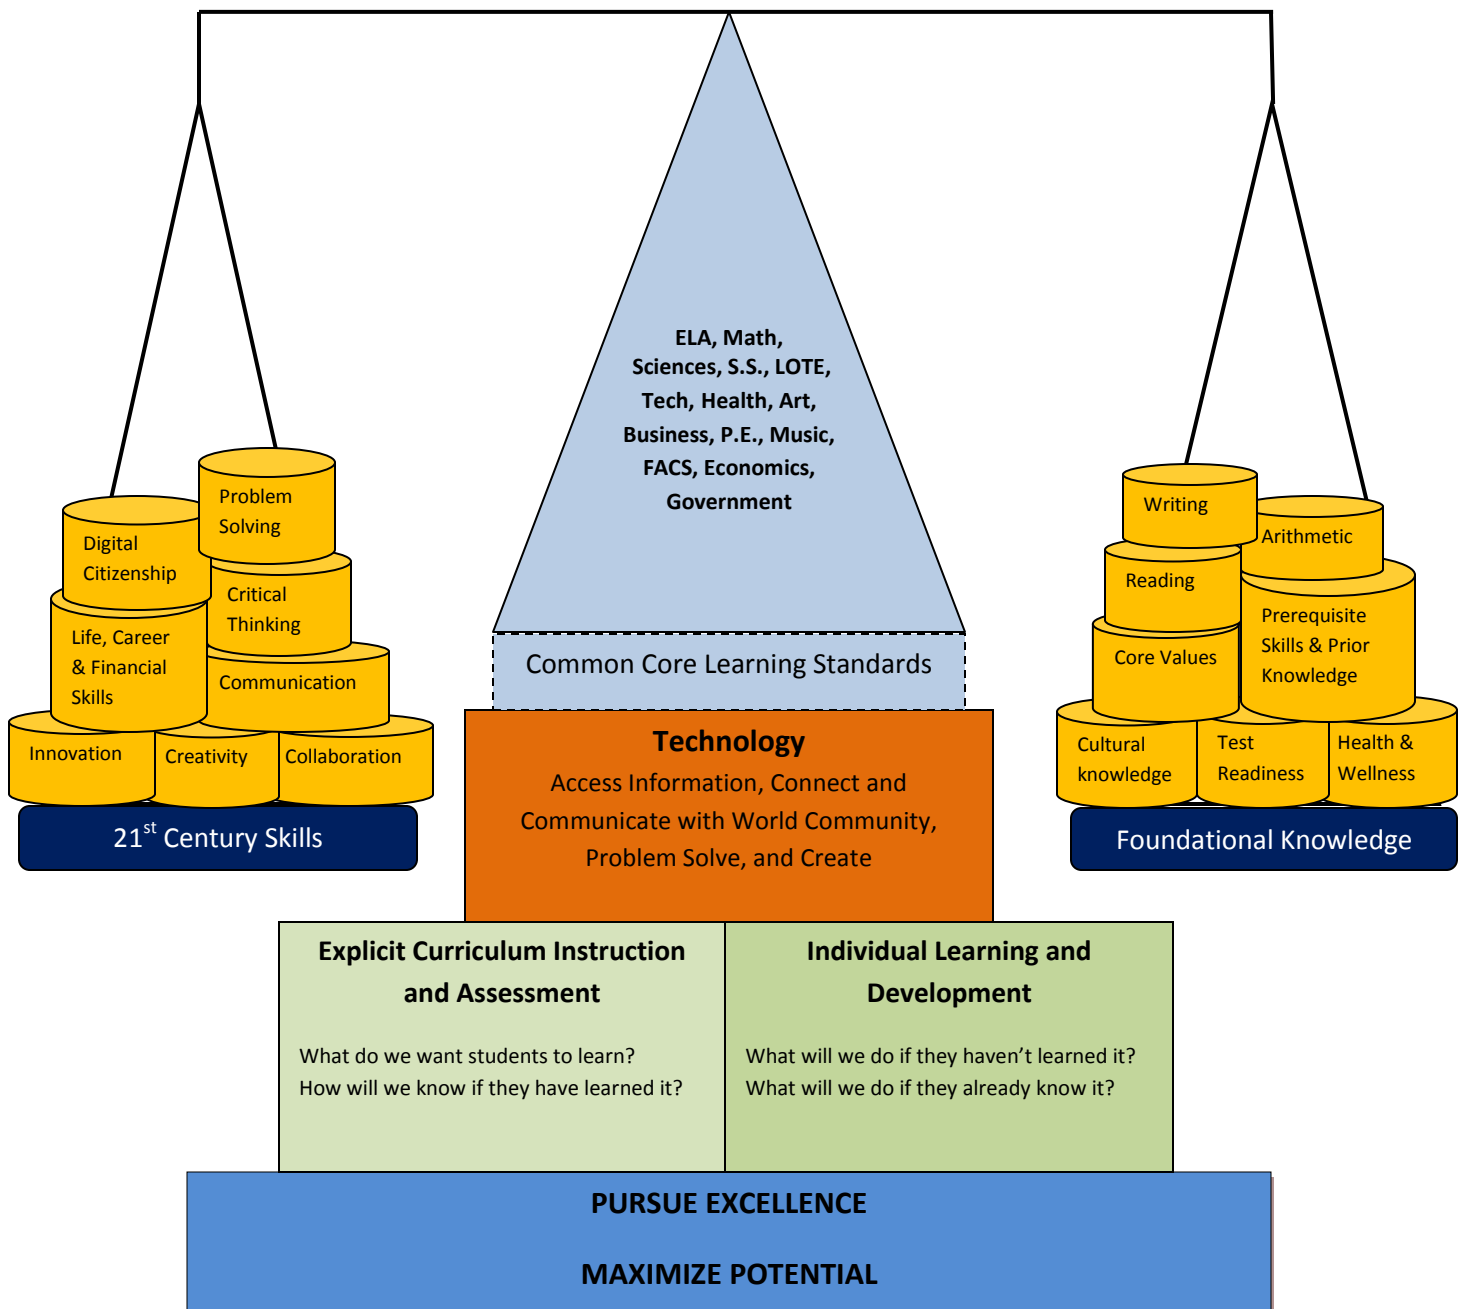 ELA, Math,
Sciences, S.S., LOTE,
Tech, Health, Art,
Business, P.E., Music,
FACS, Economics,
Government
Problem
Solving
Digital
Citizenship
Critical
Thinking
Life, Career
& Financial
Skills
Communication
Innovation
Creativity
Collaboration
21st Century Skills
Writing
Arithmetic
Reading
Prerequisite
Skills & Prior
Knowledge
Core Values
Cultural
knowledge
Test
Readiness
Health &
Wellness
Foundational Knowledge
Common Core Learning Standards
Technology
Access Information, Connect and
Communicate with World Community,
Problem Solve, and Create
Explicit Curriculum Instruction
and Assessment
What do we want students to learn?
How will we know if they have learned it?
Individual Learning and
Development
What will we do if they haven’t learned it?
What will we do if they already know it?
PURSUE EXCELLENCE
MAXIMIZE POTENTIAL